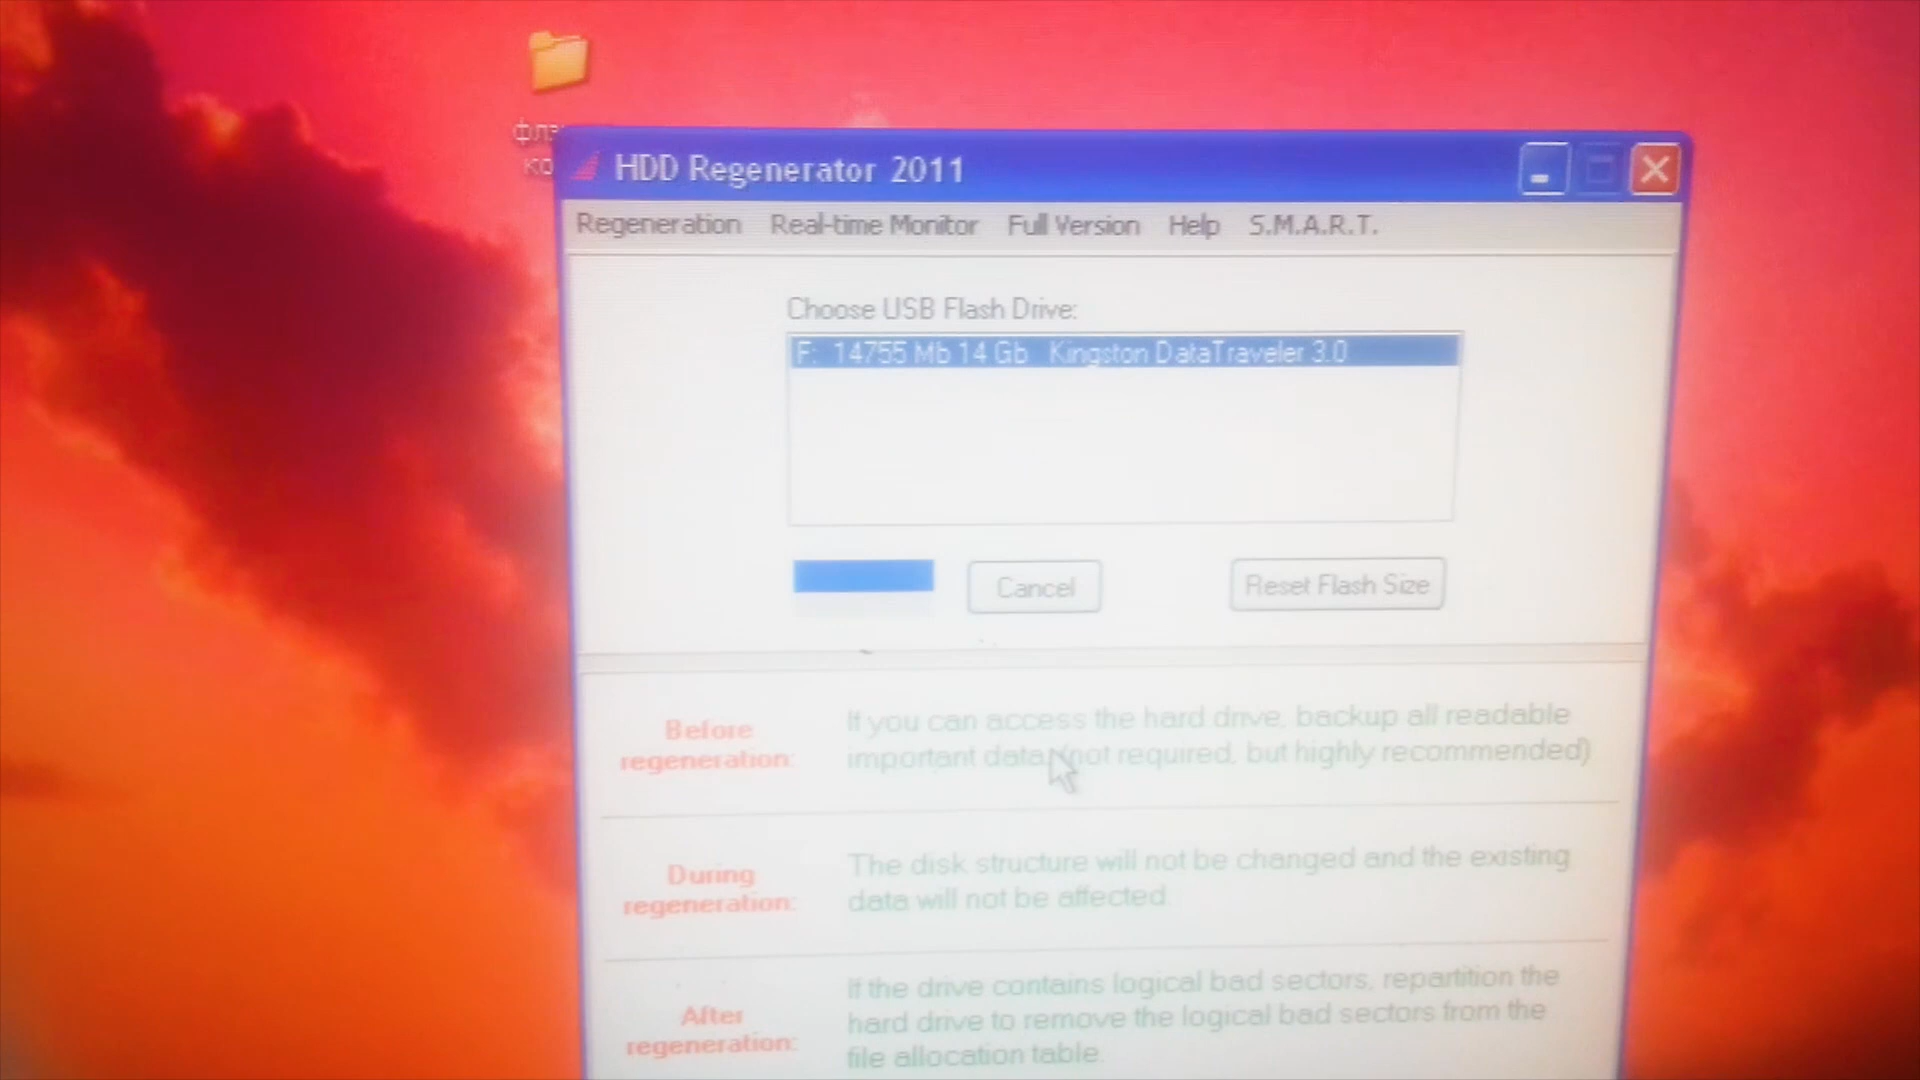 HDD Regenerator 2011
Regeneration Real-time Monitor Full Version Help S.M.A.R.T.
Choose USB Flash Drive:
F: 14755 Mb 14 Gb Kingston DataTraveler 3.0
Cancel Reset Flash Size
Before
regeneration:
If you can access the hard drive, backup all readable
important data (not required, but highly recommended)
During
regeneration:
The disk structure will not be changed and the existing
data will not be affected.
After
regeneration:
If the drive contains logical bad sectors, repartition the
hard drive to remove the logical bad sectors from the
file allocation table.